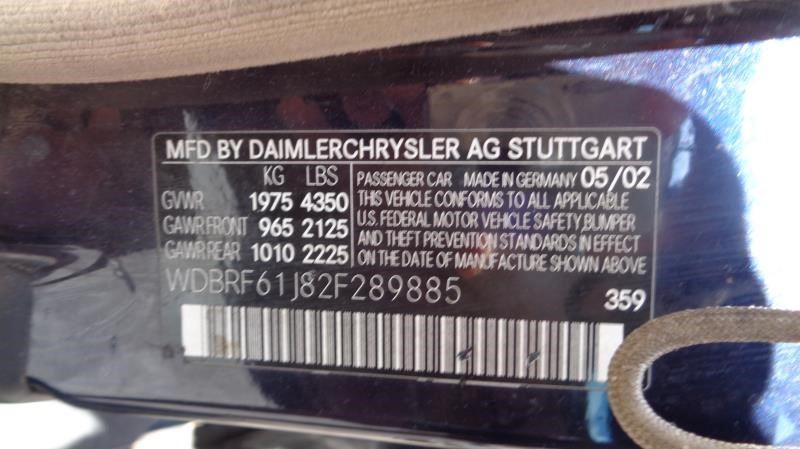 MFD BY DAIMLERCHRYSLER AG STUTTGART
KG LBS
GVWR 1975 4350
GAWR FRONT 965 2125
GAWR REAR 1010 2225
PASSENGER CAR MADE IN GERMANY 05/02
THIS VEHICLE CONFORMS TO ALL APPLICABLE
U.S. FEDERAL MOTOR VEHICLE SAFETY, BUMPER
AND THEFT PREVENTION STANDARDS IN EFFECT
ON THE DATE OF MANUFACTURE SHOWN ABOVE
WDBRF61J82F289885
359